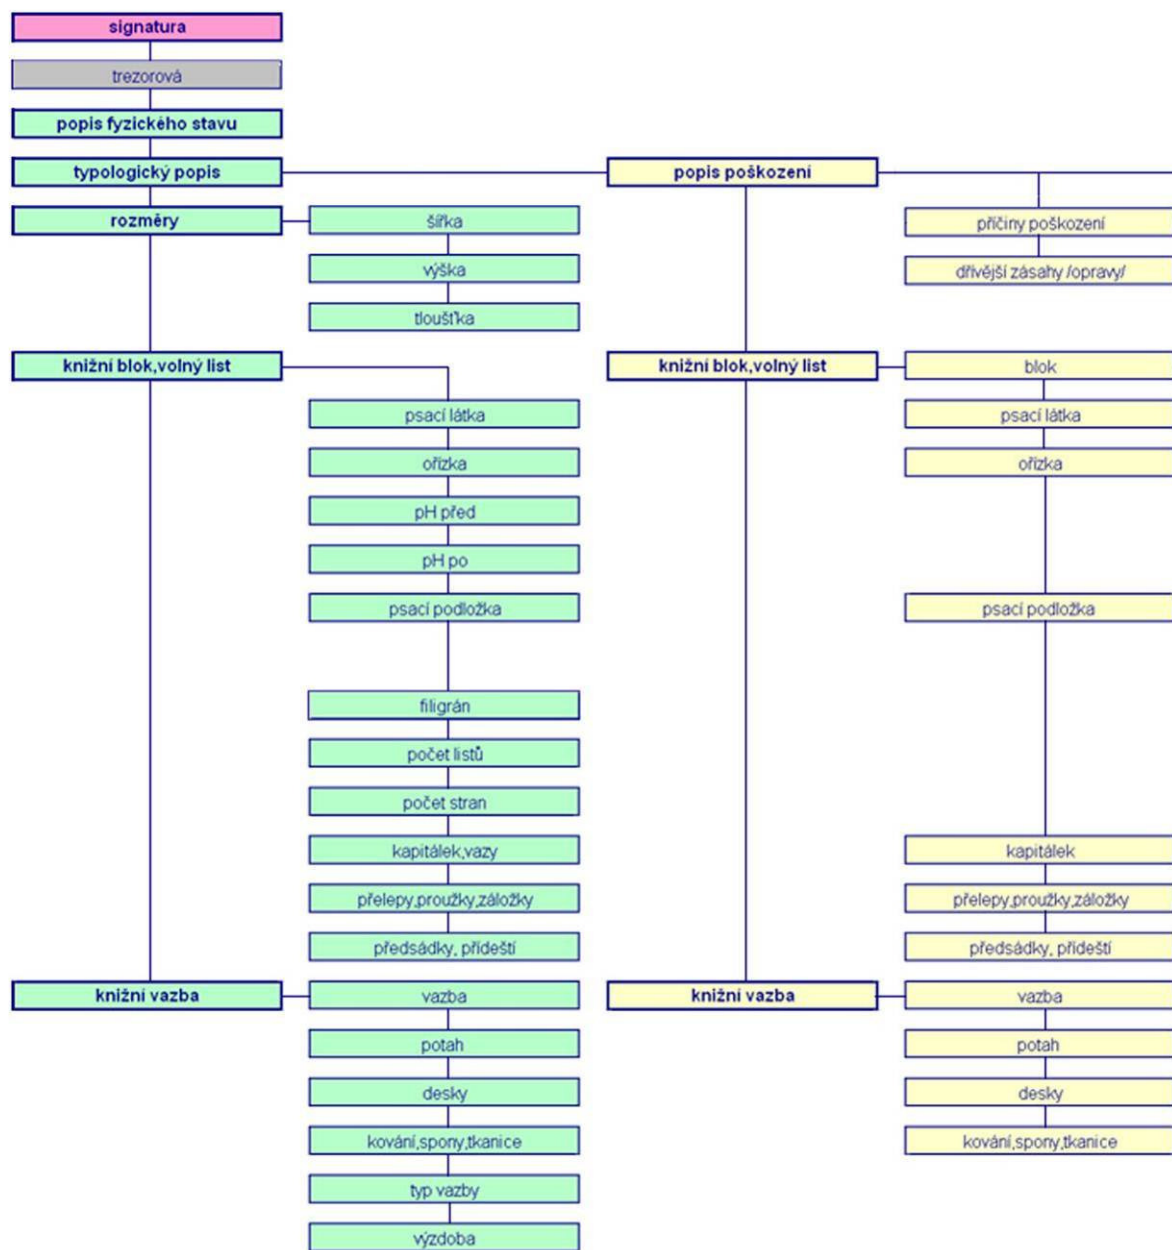 signatura
trezorová
popis fyzického stavu
typologický popis
popis poškození
rozměry
šířka
příčiny poškození
výška
dřívější zásahy /opravy/
tloušťka
knižní blok,volný list
knižní blok,volný list
blok
psací látka
psací látka
ořízka
ořízka
pH před
pH po
psací podložka
psací podložka
filigrán
počet listů
počet stran
kapitálek,vazy
kapitálek
přelepy,proužky,záložky
přelepy,proužky,záložky
předsádky, přídeští
předsádky, přídeští
knižní vazba
vazba
knižní vazba
vazba
potah
potah
desky
desky
kování,spony,tkanice
kování,spony,tkanice
typ vazby
výzdoba